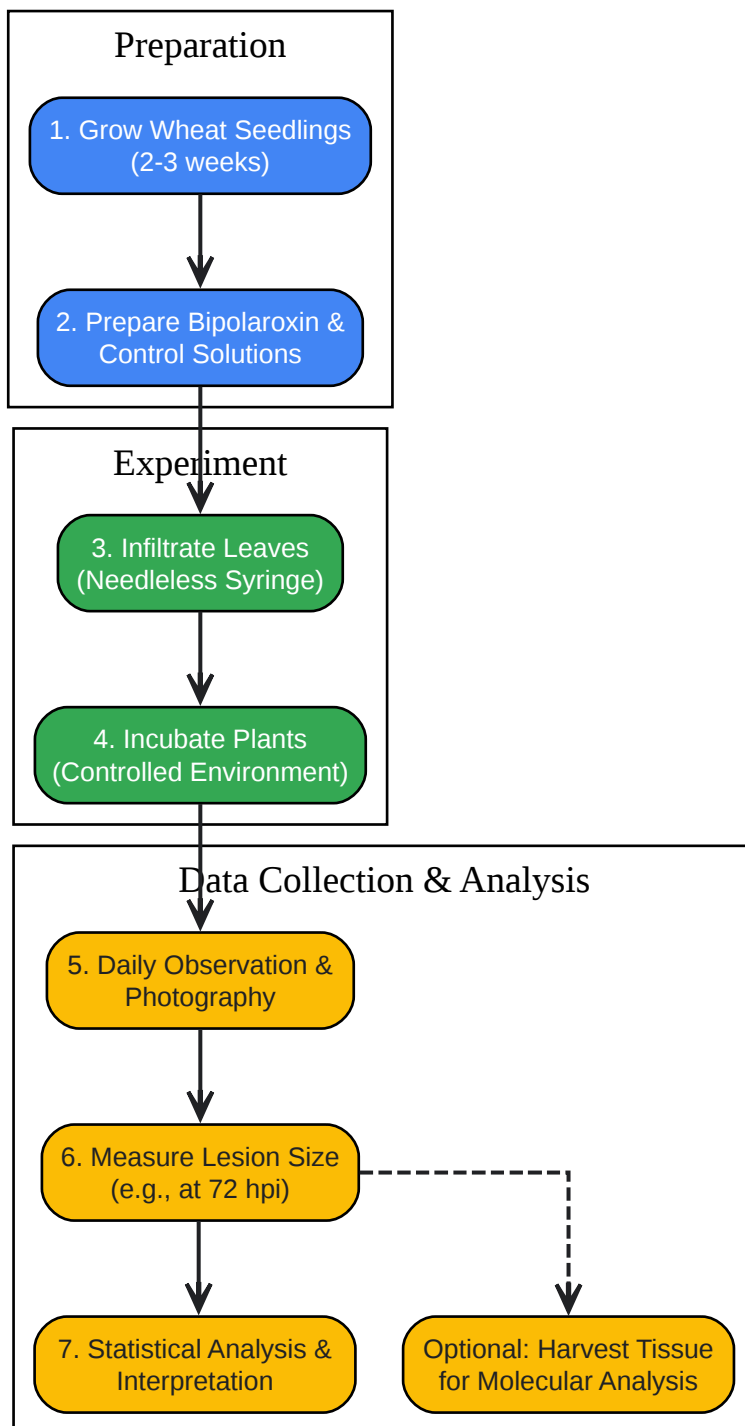 Preparation
1. Grow Wheat Seedlings
(2-3 weeks)
2. Prepare Bipolaroxin &
Control Solutions
Experiment
3. Infiltrate Leaves
(Needleless Syringe)
4. Incubate Plants
(Controlled Environment)
Data Collection & Analysis
5. Daily Observation &
Photography
6. Measure Lesion Size
(e.g., at 72 hpi)
7. Statistical Analysis &
Interpretation
Optional: Harvest Tissue
for Molecular Analysis